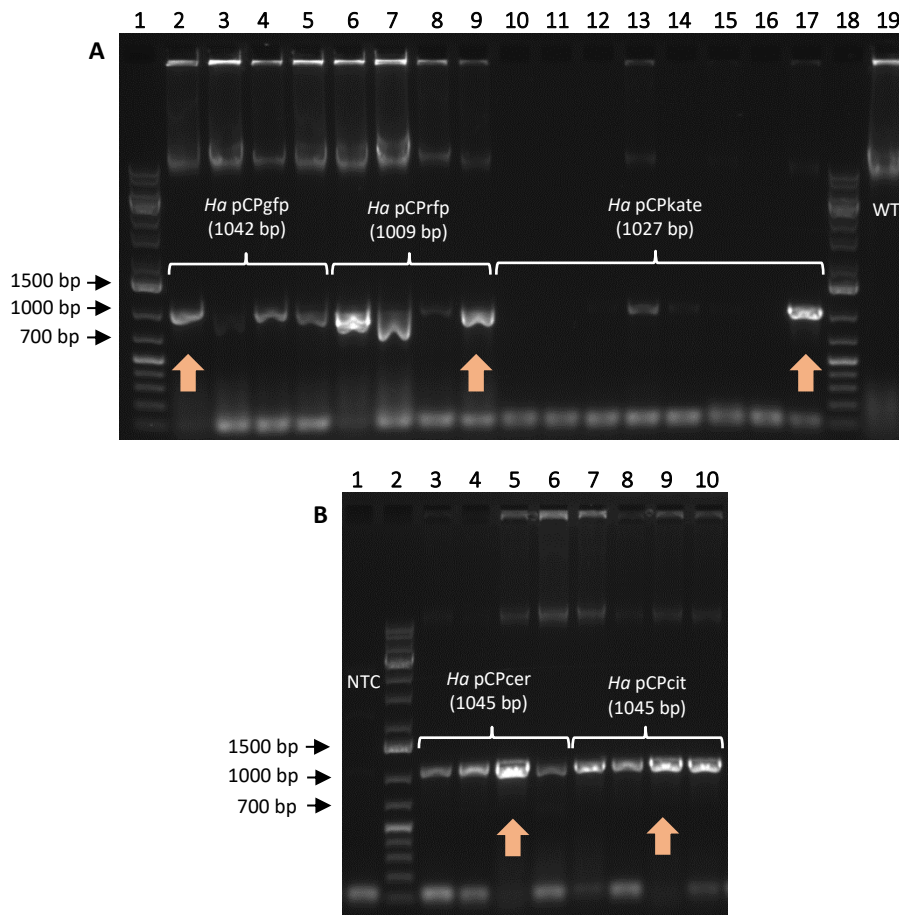 1 2 3 4 5 6 7 8 9 10 11 12 13 14 15 16 17 18 19
A
Ha pCPgfp
(1042 bp)
Ha pCPrfp
(1009 bp)
Ha pCPkate
(1027 bp)
WT
1500 bp
1000 bp
700 bp
1 2 3 4 5 6 7 8 9 10
B
NTC
Ha pCPcer
(1045 bp)
Ha pCPcit
(1045 bp)
1500 bp
1000 bp
700 bp